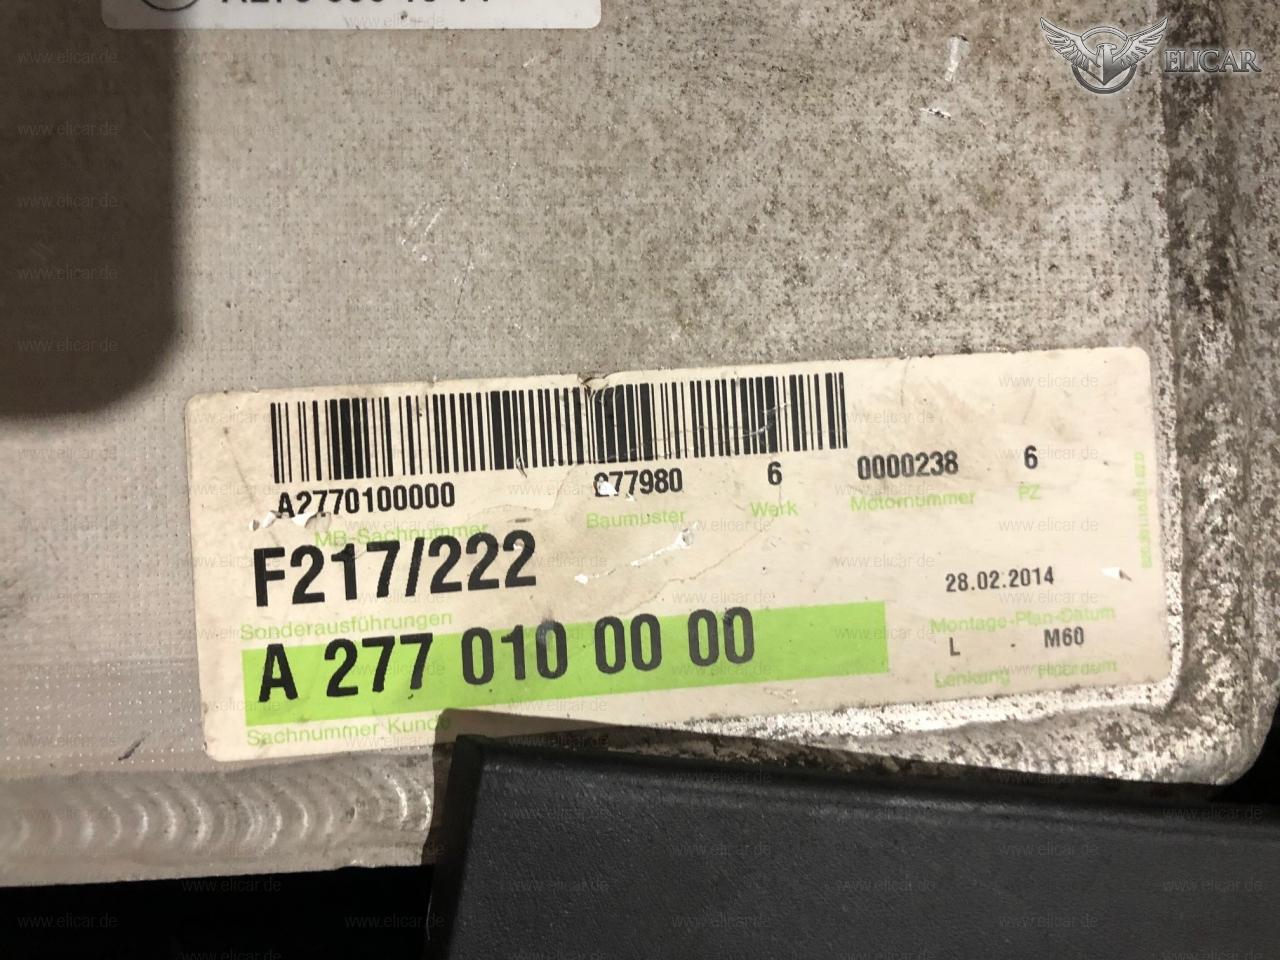 ELICAR
A2770100000
277980
6
0000238
6
MB-Sachnummer
Baumuster
Werk
Motornummer
PZ
F217/222
28.02.2014
Sonderausführungen
Montage-Plan-Datum
A 277 010 00 00
L - M60
Sachnummer Kunde
Lenkung
www.elicar.de